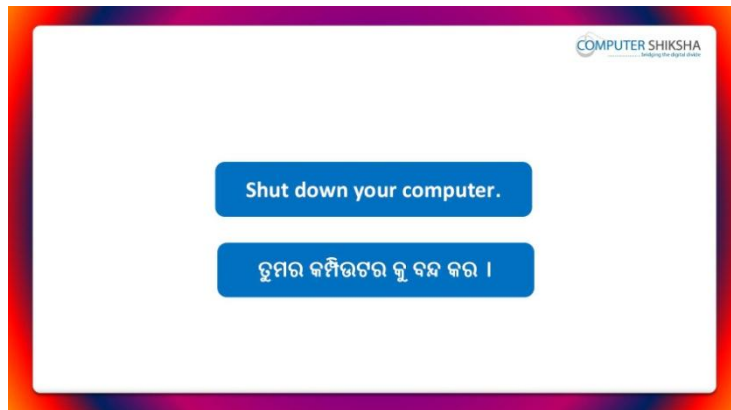 COMPUTER SHIKSHA
bridging the digital divide
Shut down your computer.
ତୁମର କମ୍ପିଉଟର କୁ ବନ୍ଦ କର ।